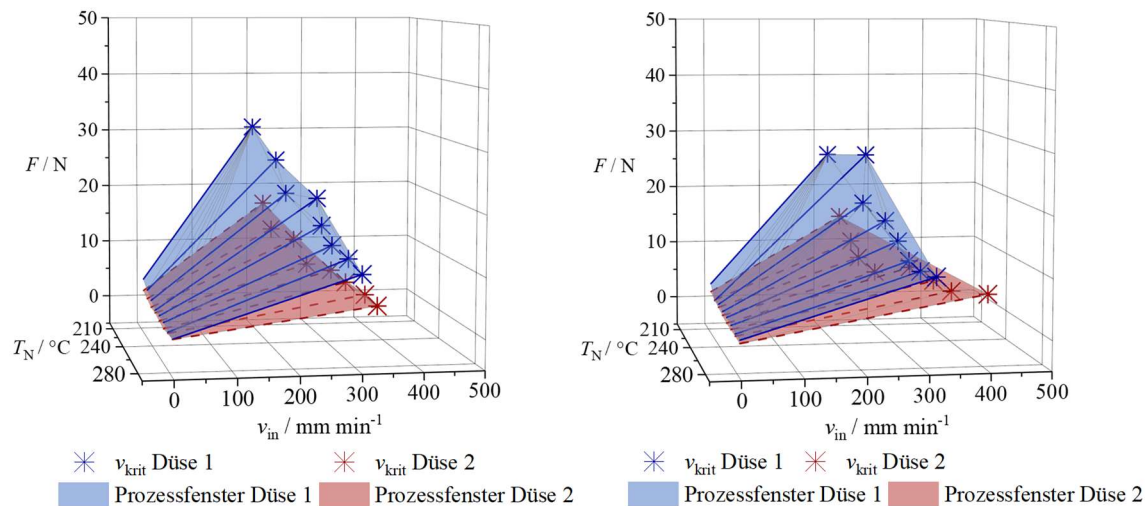 50
40
30
F / N
20
10
0
210
T_N / °C
240
280
0 100 200 300 400 500
v_in / mm min⁻¹
v_krit Düse 1 v_krit Düse 2
Prozessfenster Düse 1 Prozessfenster Düse 2
50
40
30
F / N
20
10
0
210
T_N / °C
240
280
0 100 200 300 400 500
v_in / mm min⁻¹
v_krit Düse 1 v_krit Düse 2
Prozessfenster Düse 1 Prozessfenster Düse 2